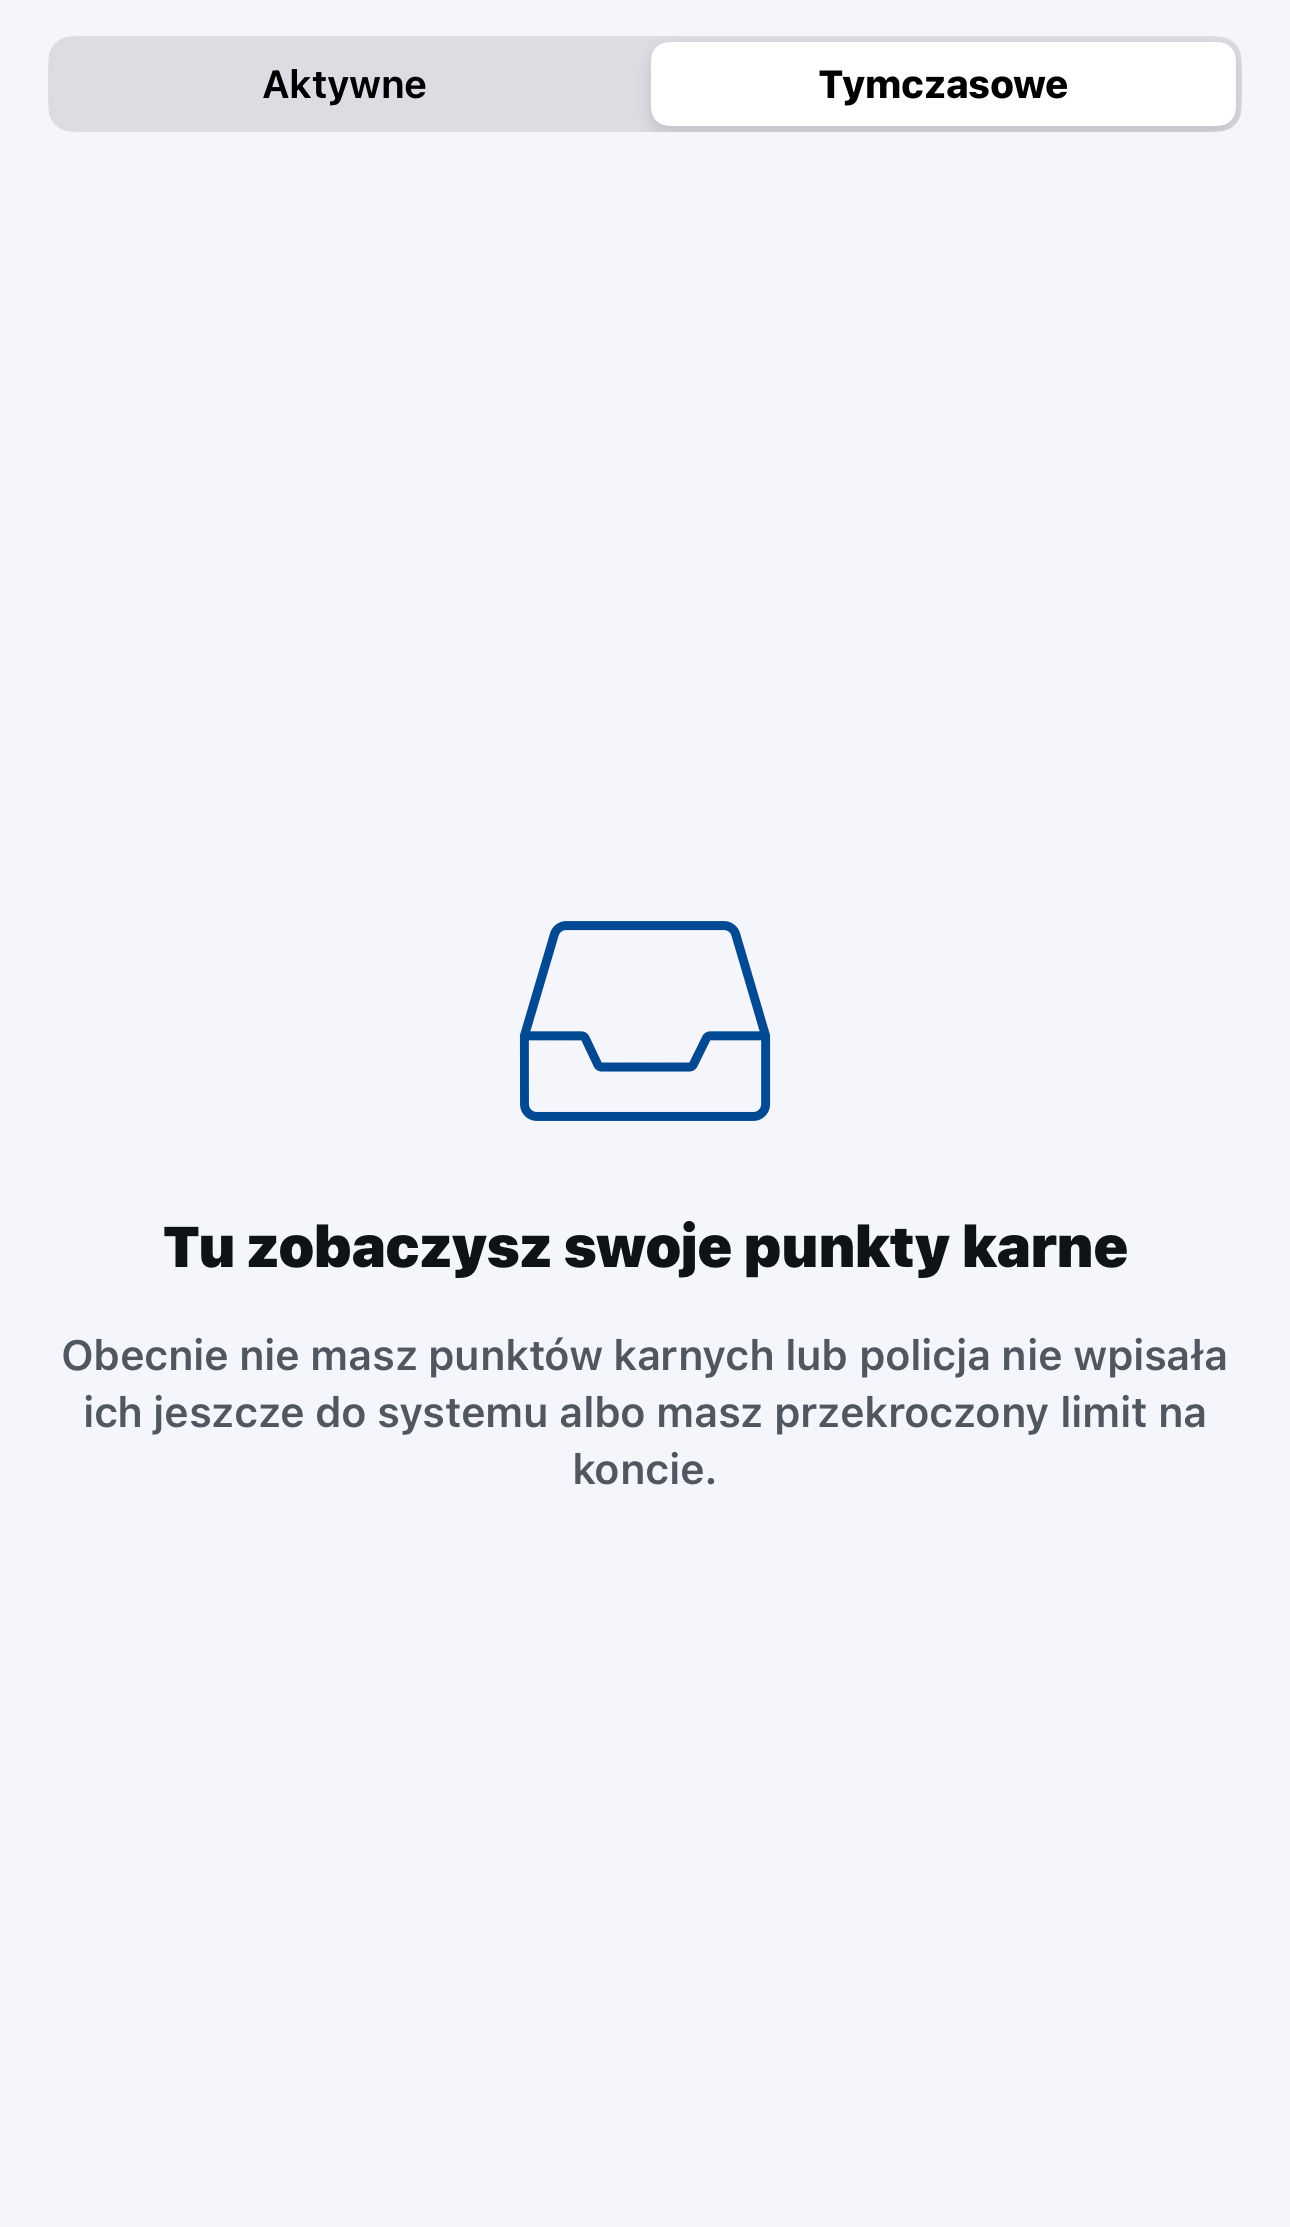 Aktywne
Tymczasowe
Tu zobaczysz swoje punkty karne
Obecnie nie masz punktów karnych lub policja nie wpisała
ich jeszcze do systemu albo masz przekroczony limit na
koncie.